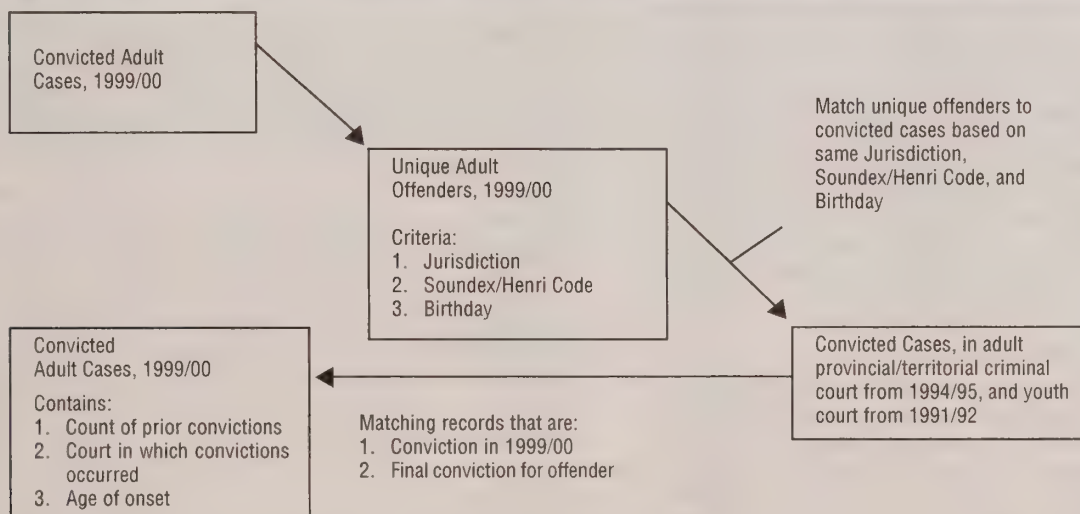 Convicted Adult
Cases, 1999/00
Unique Adult
Offenders, 1999/00
Criteria:
1. Jurisdiction
2. Soundex/Henri Code
3. Birthday
Match unique offenders to
convicted cases based on
same Jurisdiction,
Soundex/Henri Code, and
Birthday
Convicted Cases, in adult
provincial/territorial criminal
court from 1994/95, and youth
court from 1991/92
Matching records that are:
1. Conviction in 1999/00
2. Final conviction for offender
Convicted
Adult Cases, 1999/00
Contains:
1. Count of prior convictions
2. Court in which convictions
occurred
3. Age of onset